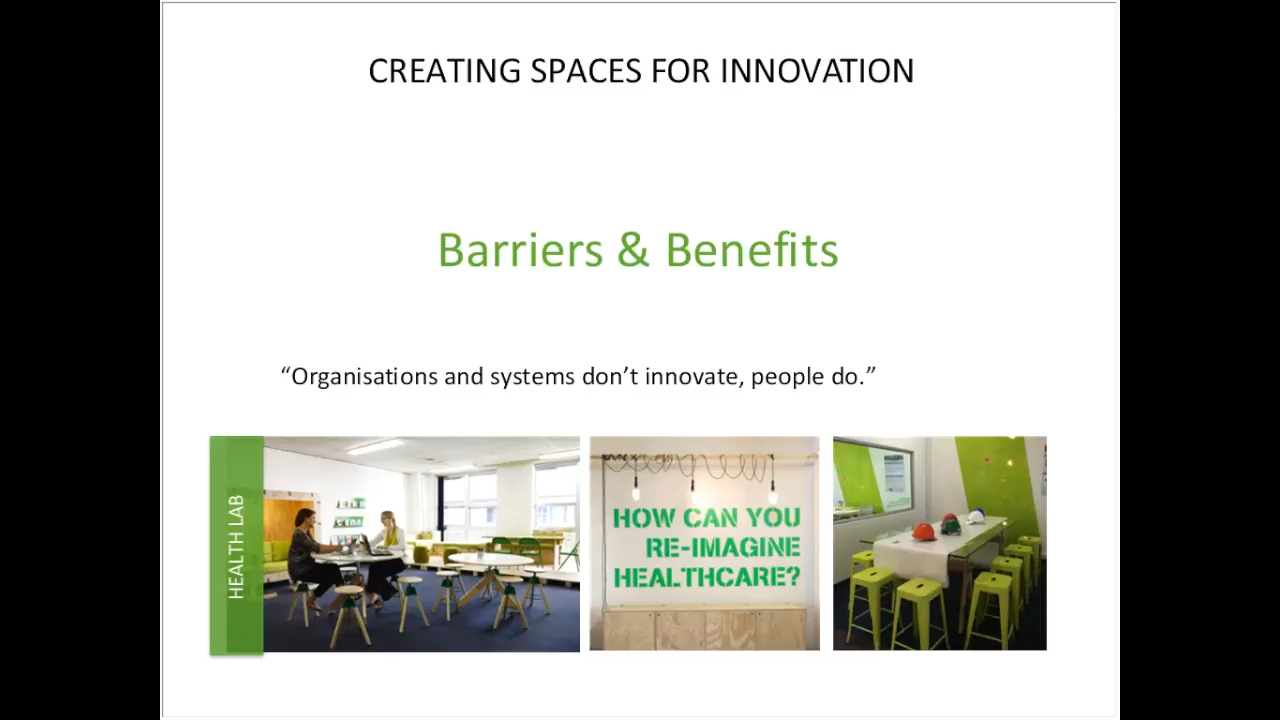 CREATING SPACES FOR INNOVATION
Barriers & Benefits
“Organisations and systems don’t innovate, people do.”
HEALTH LAB
HOW CAN YOU
RE-IMAGINE
HEALTHCARE?